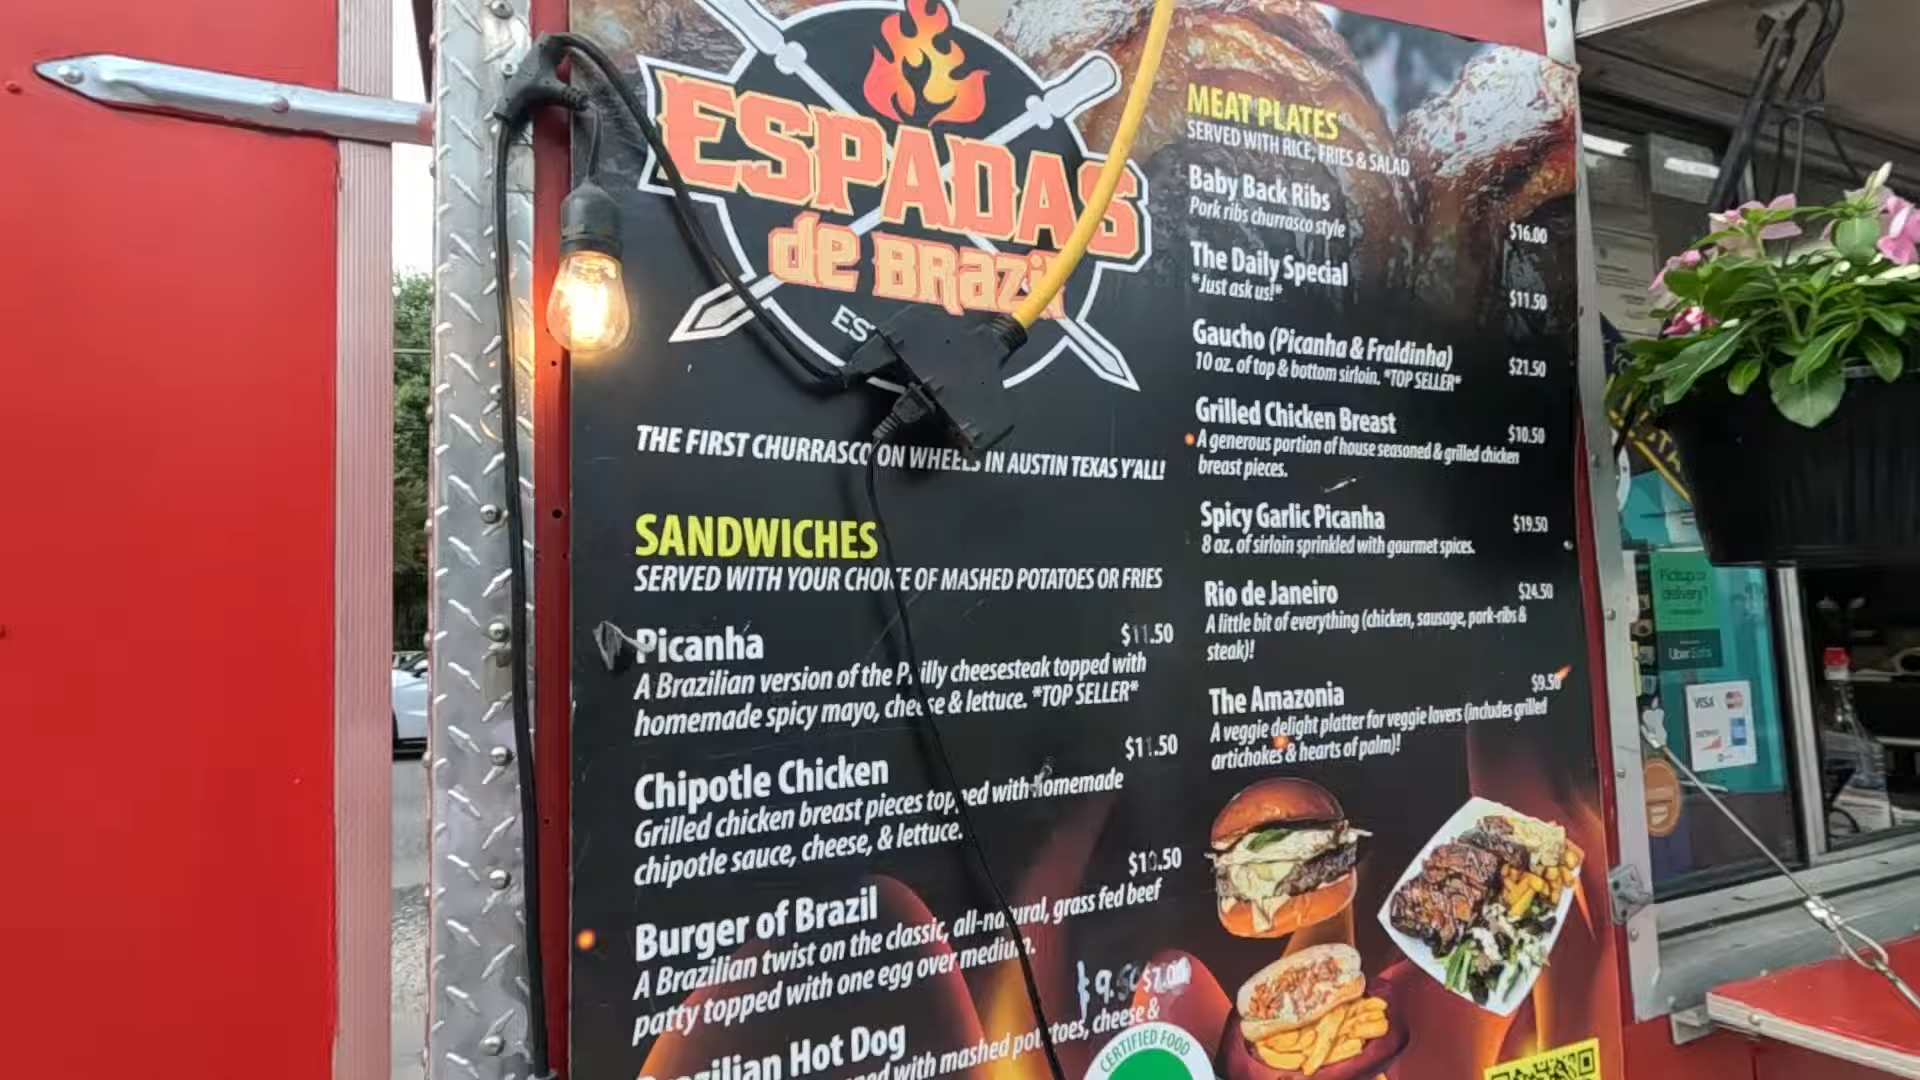 ESPADAS
de BRazil
THE FIRST CHURRASCO ON WHEELS IN AUSTIN TEXAS Y'ALL!
SANDWICHES
SERVED WITH YOUR CHOICE OF MASHED POTATOES OR FRIES
Picanha $11.50
A Brazilian version of the Philly cheesesteak topped with
homemade spicy mayo, cheese & lettuce. *TOP SELLER*
Chipotle Chicken $11.50
Grilled chicken breast pieces topped with homemade
chipotle sauce, cheese, & lettuce.
Burger of Brazil $10.50
A Brazilian twist on the classic, all-natural, grass fed beef
patty topped with one egg over medium.
Brazilian Hot Dog $9.50 $7.00
with mashed potatoes, cheese &
CERTIFIED FOOD
MEAT PLATES
SERVED WITH RICE, FRIES & SALAD
Baby Back Ribs
Pork ribs churrasco style $16.00
The Daily Special
*Just ask us!* $11.50
Gaucho (Picanha & Fraldinha) $21.50
10 oz. of top & bottom sirloin. *TOP SELLER*
Grilled Chicken Breast $10.50
A generous portion of house seasoned & grilled chicken
breast pieces.
Spicy Garlic Picanha $19.50
8 oz. of sirloin sprinkled with gourmet spices.
Rio de Janeiro $24.50
A little bit of everything (chicken, sausage, pork-ribs &
steak)!
The Amazonia $9.50
A veggie delight platter for veggie lovers (includes grilled
artichokes & hearts of palm)!
Pickup or
delivery?
Uber Eats
VISA